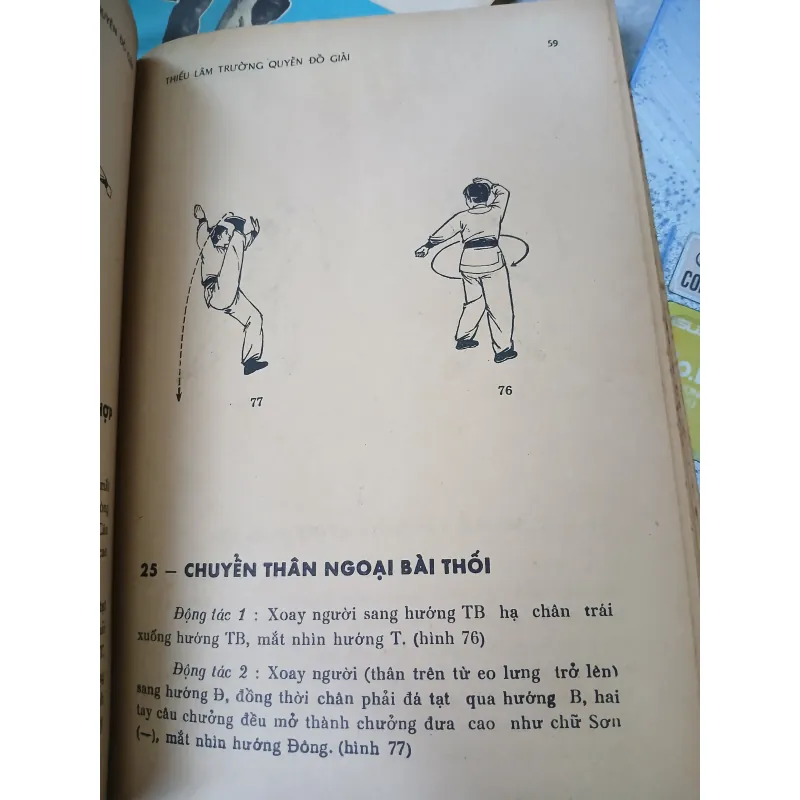 THIẾU LÂM TRƯỜNG QUYỀN ĐỒ GIẢI
59
77
76
25 – CHUYỂN THÂN NGOẠI BÀI THỐI
Động tác 1 : Xoay người sang hướng TB hạ chân trái
xuống hướng TB, mắt nhìn hướng T. (hình 76)
Động tác 2 : Xoay người (thân trên từ eo lưng trở lên)
sang hướng Đ, đồng thời chân phải đá tạt qua hướng B, hai
tay câu chưởng đều mở thành chưởng đưa cao như chữ Sơn
(—), mắt nhìn hướng Đông. (hình 77)